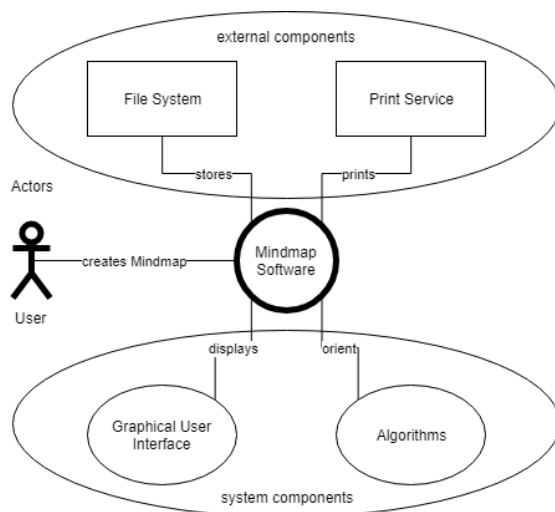 external components
File System
Print Service
stores
prints
Actors
Mindmap
Software
creates Mindmap
User
displays
orient
Graphical User
Interface
Algorithms
system components